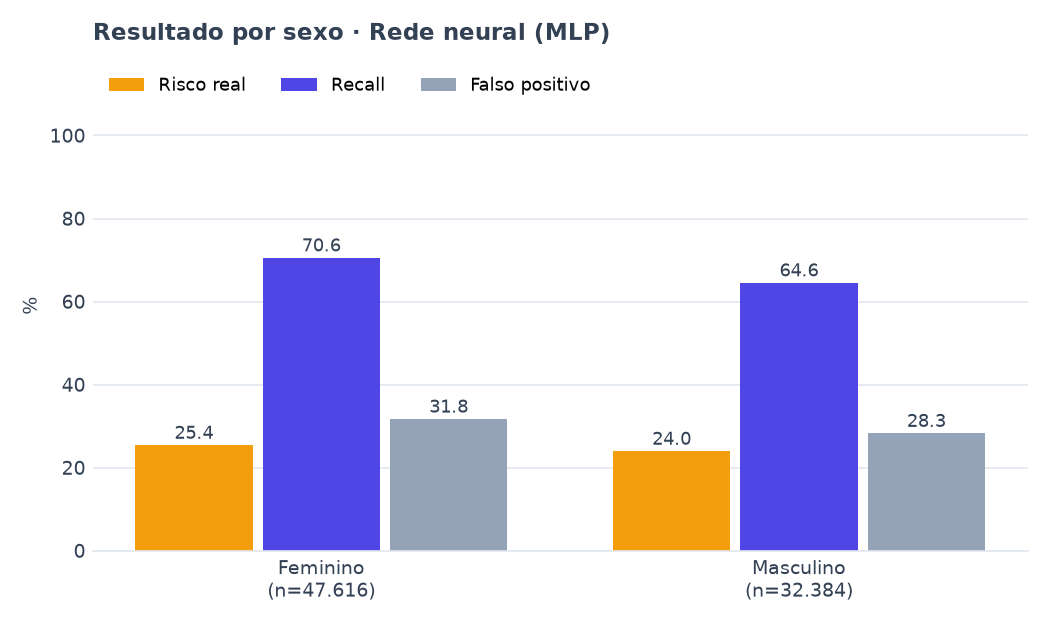 Resultado por sexo · Rede neural (MLP)
Risco real Recall Falso positivo
100
80
60
40
20
0
%
25.4
70.6
31.8
24.0
64.6
28.3
Feminino
(n=47.616)
Masculino
(n=32.384)